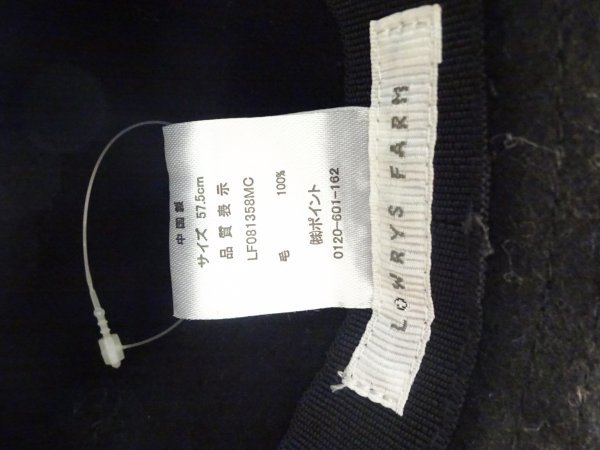 中国製
サイズ 57.5cm
品質表示
LF081358MC
毛 100%
㈱ポイント
0120-601-162
LOWRYS FARM